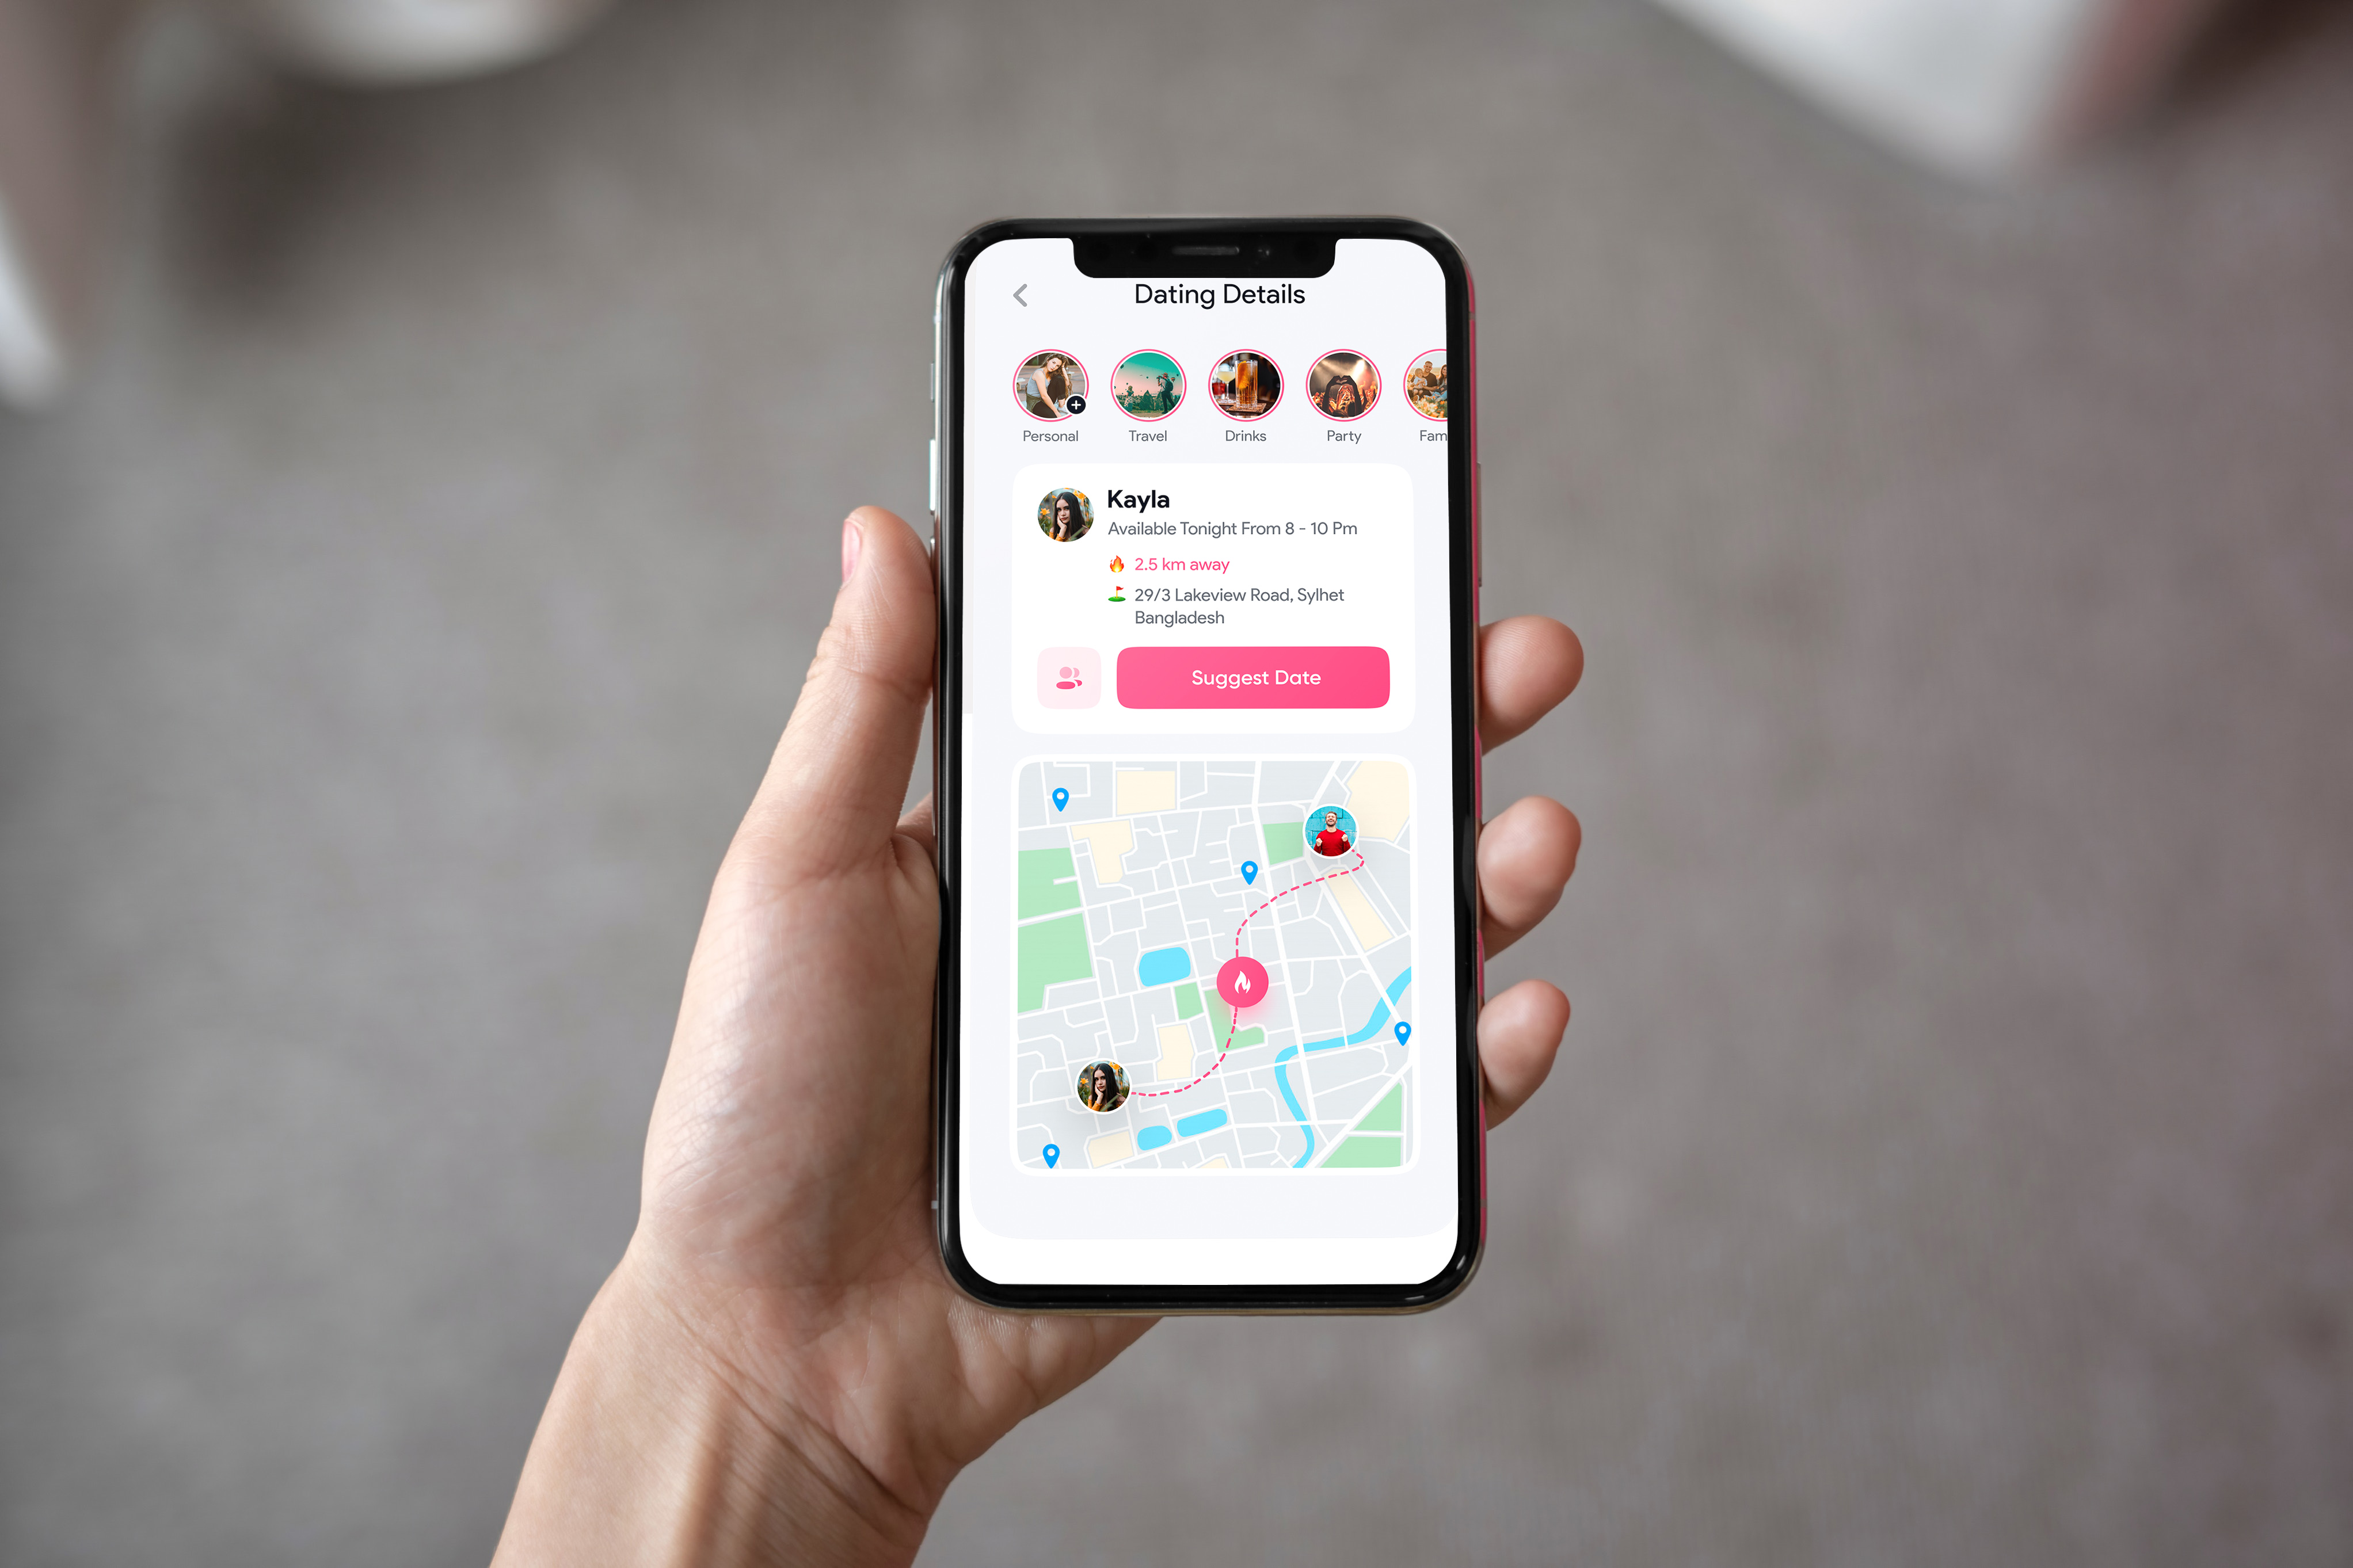 Dating Details
Personal
Travel
Drinks
Party
Fam
Kayla
Available Tonight From 8 - 10 Pm
2.5 km away
29/3 Lakeview Road, Sylhet
Bangladesh
Suggest Date